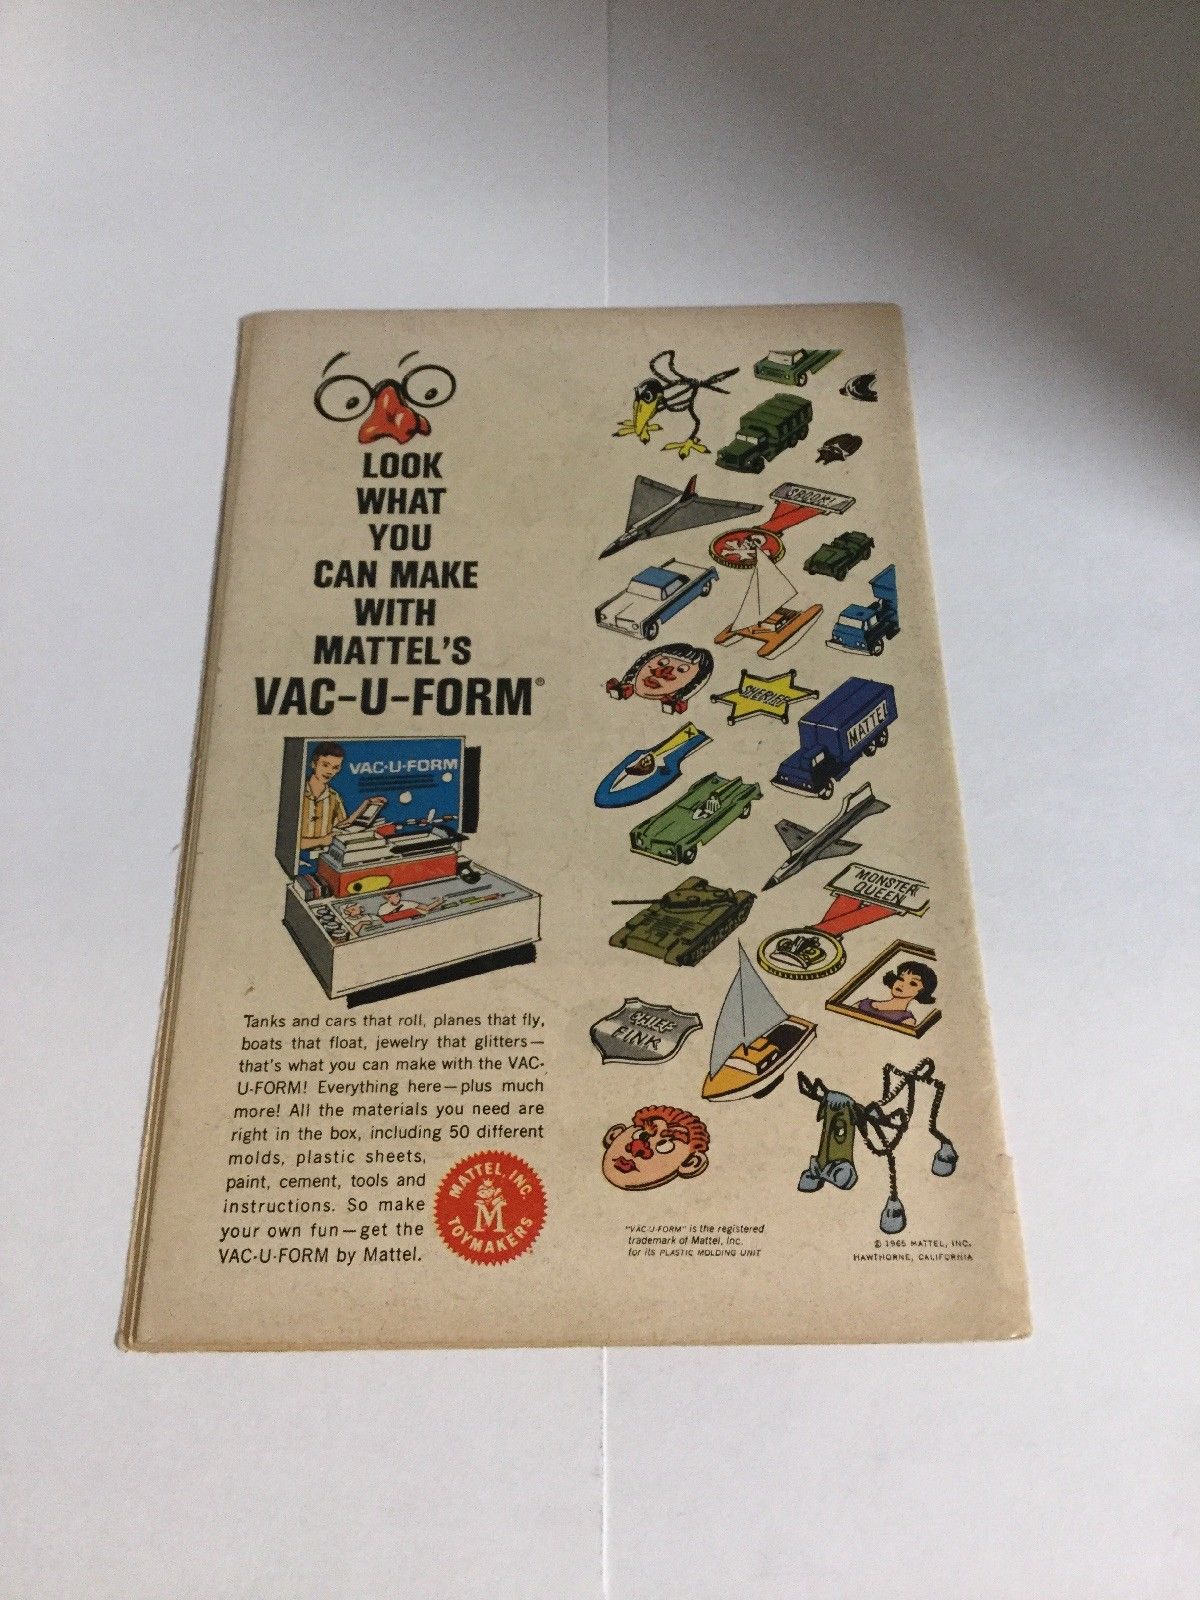 LOOK
WHAT
YOU
CAN MAKE
WITH
MATTEL'S
VAC-U-FORM®
VAC-U-FORM
Tanks and cars that roll, planes that fly,
boats that float, jewelry that glitters—
that's what you can make with the VAC-
U-FORM! Everything here—plus much
more! All the materials you need are
right in the box, including 50 different
molds, plastic sheets,
paint, cement, tools and
instructions. So make
your own fun—get the
VAC-U-FORM by Mattel.
MATTEL, INC.
M
TOYMAKERS
SHERIFF
X
MATTEL
MONSTER
QUEEN
CHIEF
FINK
"VAC-U-FORM" is the registered
trademark of Mattel, Inc.
for its PLASTIC MOLDING UNIT
© 1965 MATTEL, INC.
HAWTHORNE, CALIFORNIA